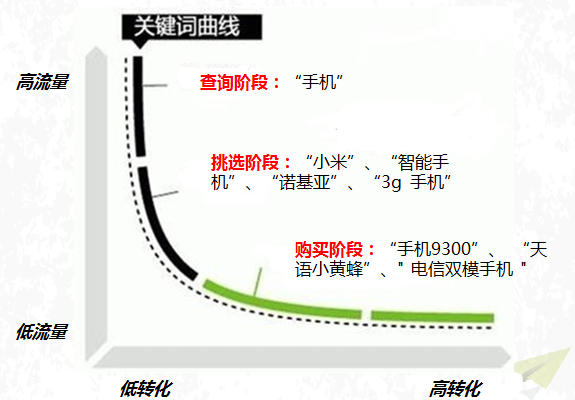 关键词曲线
高流量
查询阶段：“手机”
挑选阶段：“小米”、“智能手
机”、“诺基亚”、“3g 手机”
购买阶段：“手机9300”、 “天
语小黄蜂”、" 电信双模手机 "
低流量
低转化
高转化